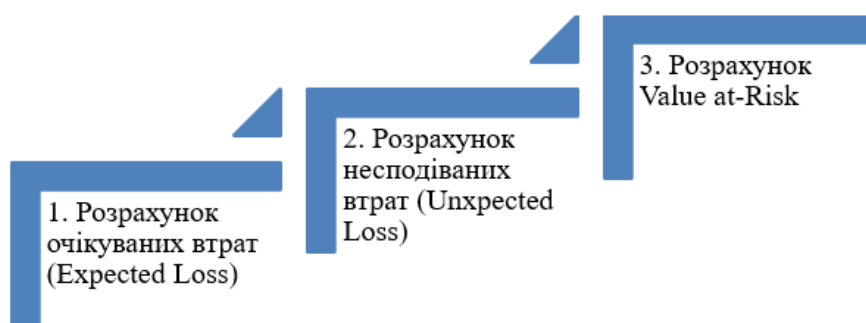 1. Розрахунок
очікуваних втрат
(Expected Loss)
2. Розрахунок
несподіваних
втрат (Unxpected
Loss)
3. Розрахунок
Value at-Risk